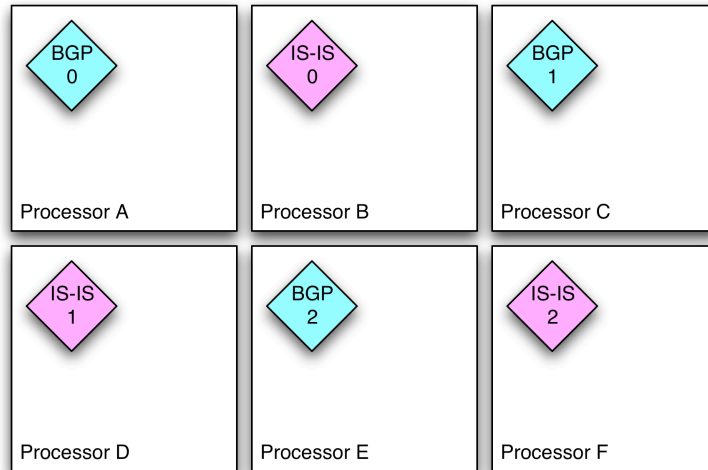 BGP
0
Processor A
IS-IS
0
Processor B
BGP
1
Processor C
IS-IS
1
Processor D
BGP
2
Processor E
IS-IS
2
Processor F